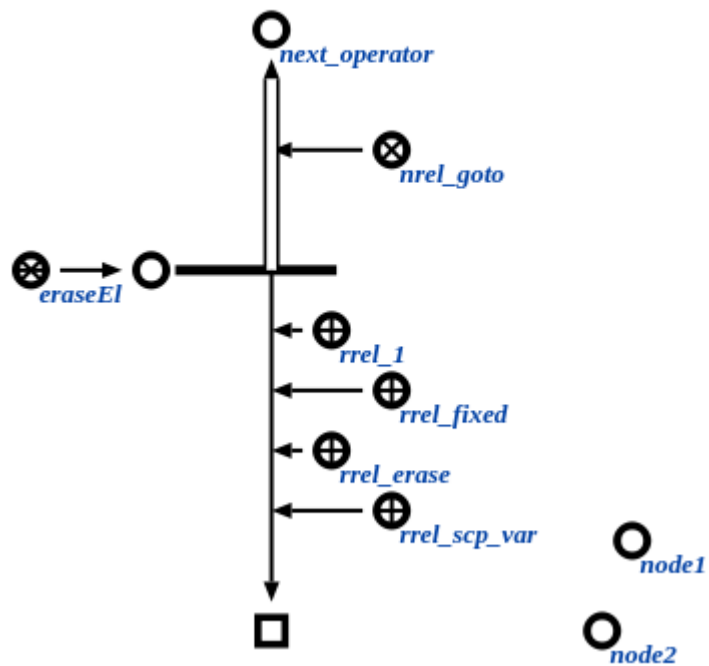 next_operator
nrel_goto
eraseEl
rrel_1
rrel_fixed
rrel_erase
rrel_scp_var
node1
node2